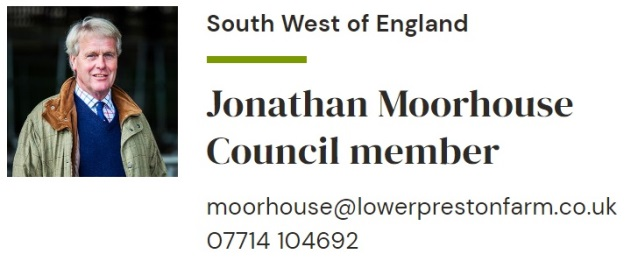 South West of England
Jonathan Moorhouse
Council member
moorhouse@lowerprestonfarm.co.uk
07714 104692